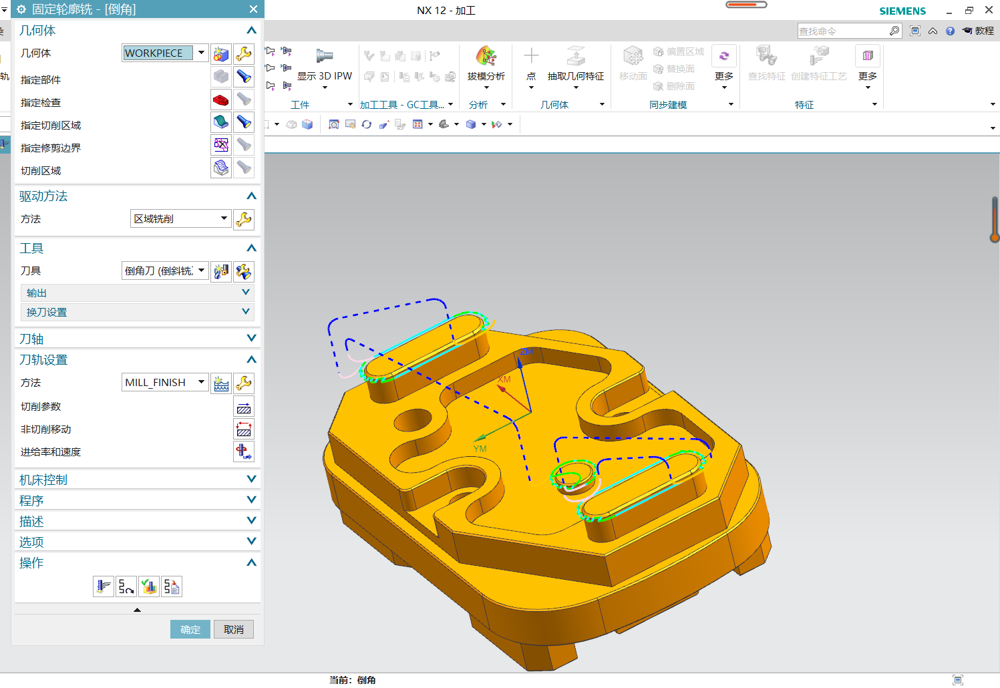 固定轮廓铣 - [倒角]
NX 12 - 加工
SIEMENS
查找命令
教程
几何体
几何体
WORKPIECE
指定部件
指定检查
指定切削区域
指定修剪边界
切削区域
驱动方法
方法
区域铣削
工具
刀具
倒角刀 (倒斜铣
输出
换刀设置
刀轴
刀轨设置
方法
MILL_FINISH
切削参数
非切削移动
进给率和速度
机床控制
程序
描述
选项
操作
确定
取消
轨
显示 3D IPW
工件
加工工具 - GC工具...
拔模分析
分析
点
抽取几何特征
几何体
移动面
偏置区域
替换面
删除面
更多
同步建模
查找特征
创建特征工艺
更多
特征
ZM
XM
YM
当前：倒角